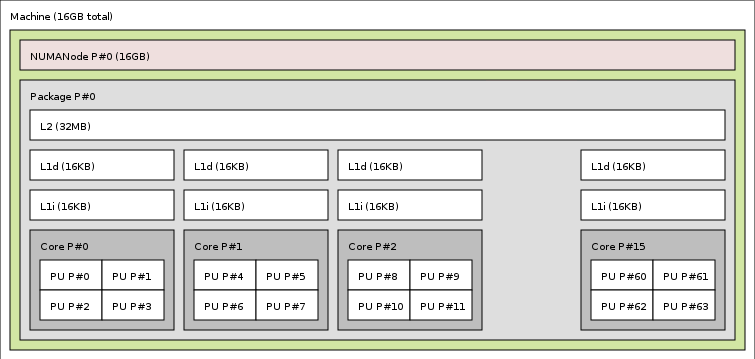 Machine (16GB total)
NUMANode P#0 (16GB)
Package P#0
L2 (32MB)
L1d (16KB) L1d (16KB) L1d (16KB) L1d (16KB)
L1i (16KB) L1i (16KB) L1i (16KB) L1i (16KB)
Core P#0 Core P#1 Core P#2 Core P#15
PU P#0 PU P#1 PU P#4 PU P#5 PU P#8 PU P#9 PU P#60 PU P#61
PU P#2 PU P#3 PU P#6 PU P#7 PU P#10 PU P#11 PU P#62 PU P#63